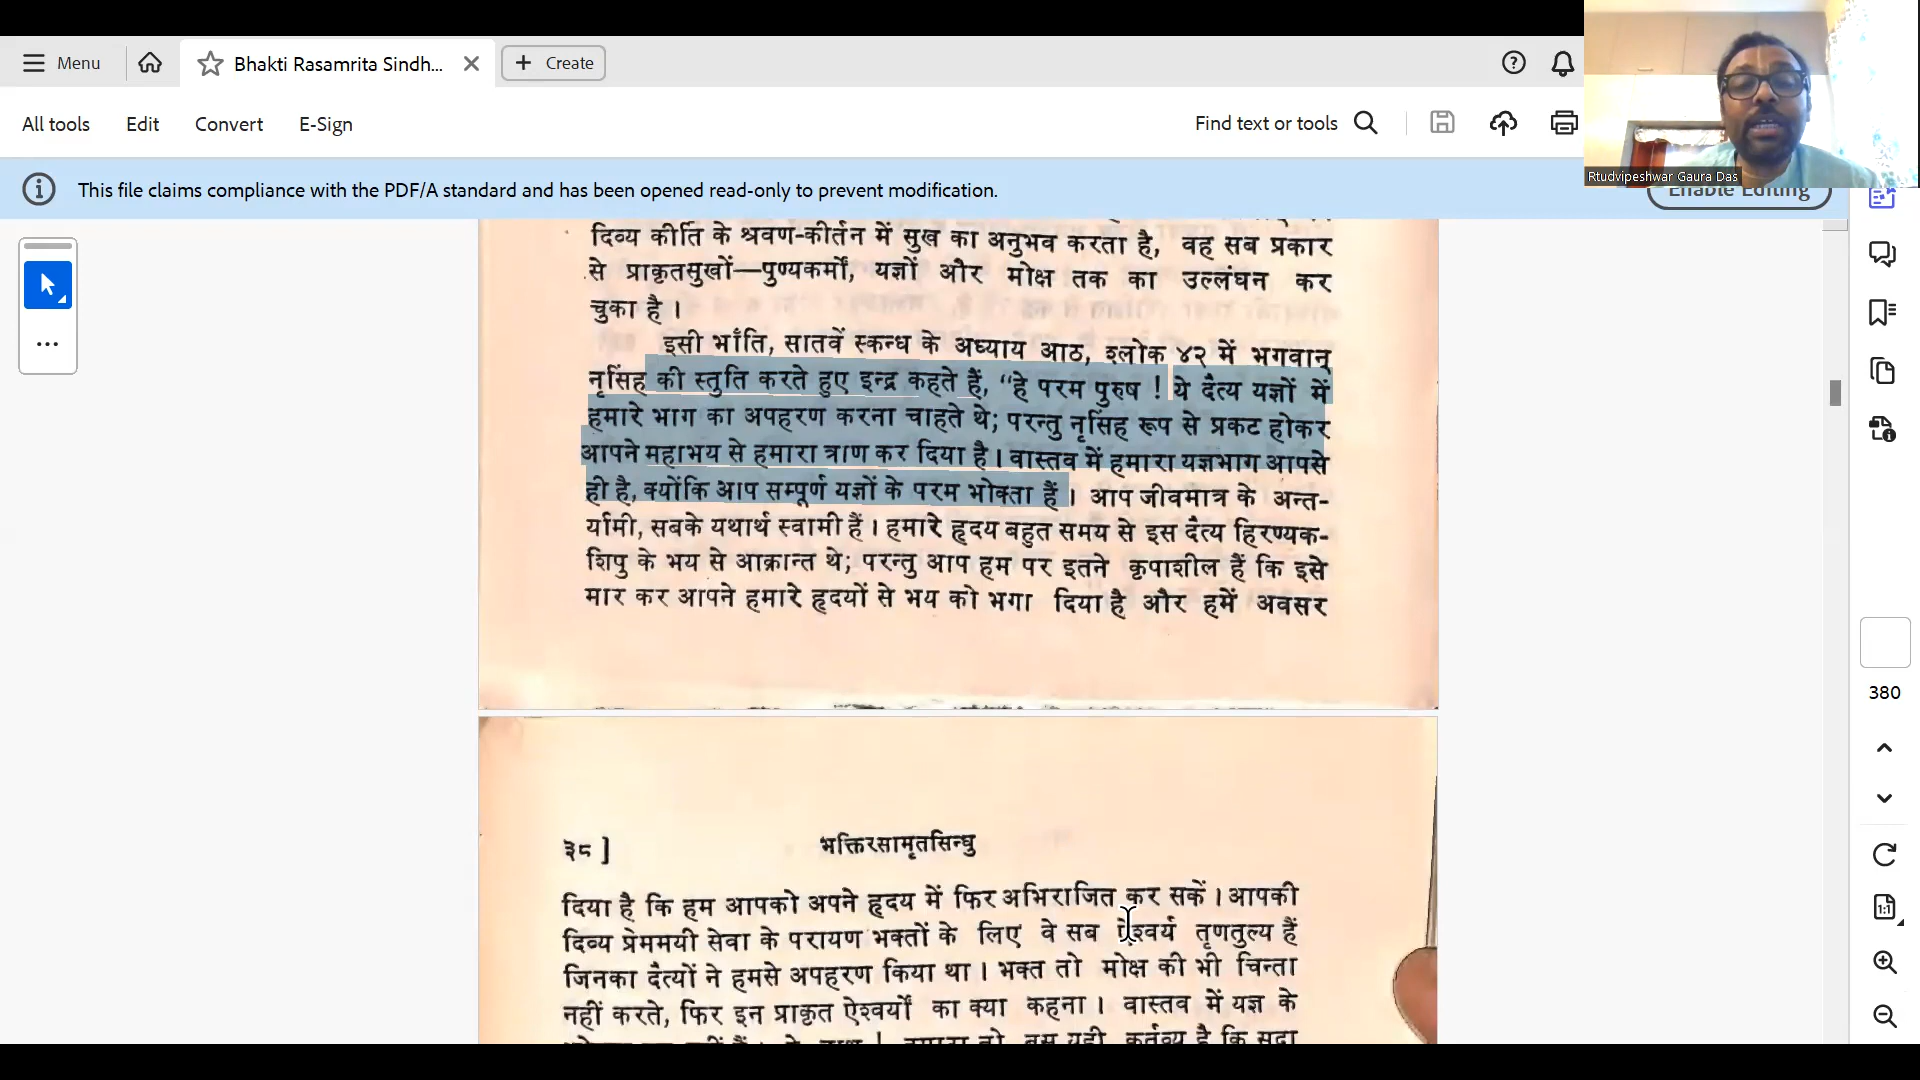 Menu
Bhakti Rasamrita Sindh...
Create
All tools
Edit
Convert
E-Sign
Find text or tools
Rtudvipeshwar Gaura Das
This file claims compliance with the PDF/A standard and has been opened read-only to prevent modification.
Enable Editing
दिव्य कीर्ति के श्रवण-कीर्तन में सुख का अनुभव करता है, वह सब प्रकार
से प्राकृतसुखों—पुण्यकर्मों, यज्ञों और मोक्ष तक का उल्लंघन कर
चुका है ।
इसी भाँति, सातवें स्कन्ध के अध्याय आठ, श्लोक ४२ में भगवान्
नृसिंह की स्तुति करते हुए इन्द्र कहते हैं, “हे परम पुरुष ! ये दैत्य यज्ञों में
हमारे भाग का अपहरण करना चाहते थे; परन्तु नृसिंह रूप से प्रकट होकर
आपने महाभय से हमारा त्राण कर दिया है । वास्तव में हमारा यज्ञभाग आपसे
ही है, क्योंकि आप सम्पूर्ण यज्ञों के परम भोक्ता हैं । आप जीवमात्र के अन्त-
र्यामी, सबके यथार्थ स्वामी हैं । हमारे हृदय बहुत समय से इस दैत्य हिरण्यक-
शिपु के भय से आक्रान्त थे; परन्तु आप हम पर इतने कृपाशील हैं कि इसे
मार कर आपने हमारे हृदयों से भय को भगा दिया है और हमें अवसर
३८ ] भक्तिरसामृतसिन्धु
दिया है कि हम आपको अपने हृदय में फिर अभिराजित कर सकें । आपकी
दिव्य प्रेममयी सेवा के परायण भक्तों के लिए वे सब ऐश्वर्य तृणतुल्य हैं
जिनका दैत्यों ने हमसे अपहरण किया था । भक्त तो मोक्ष की भी चिन्ता
नहीं करते, फिर इन प्राकृत ऐश्वर्यों का क्या कहना । वास्तव में यज्ञ के
380
1:1